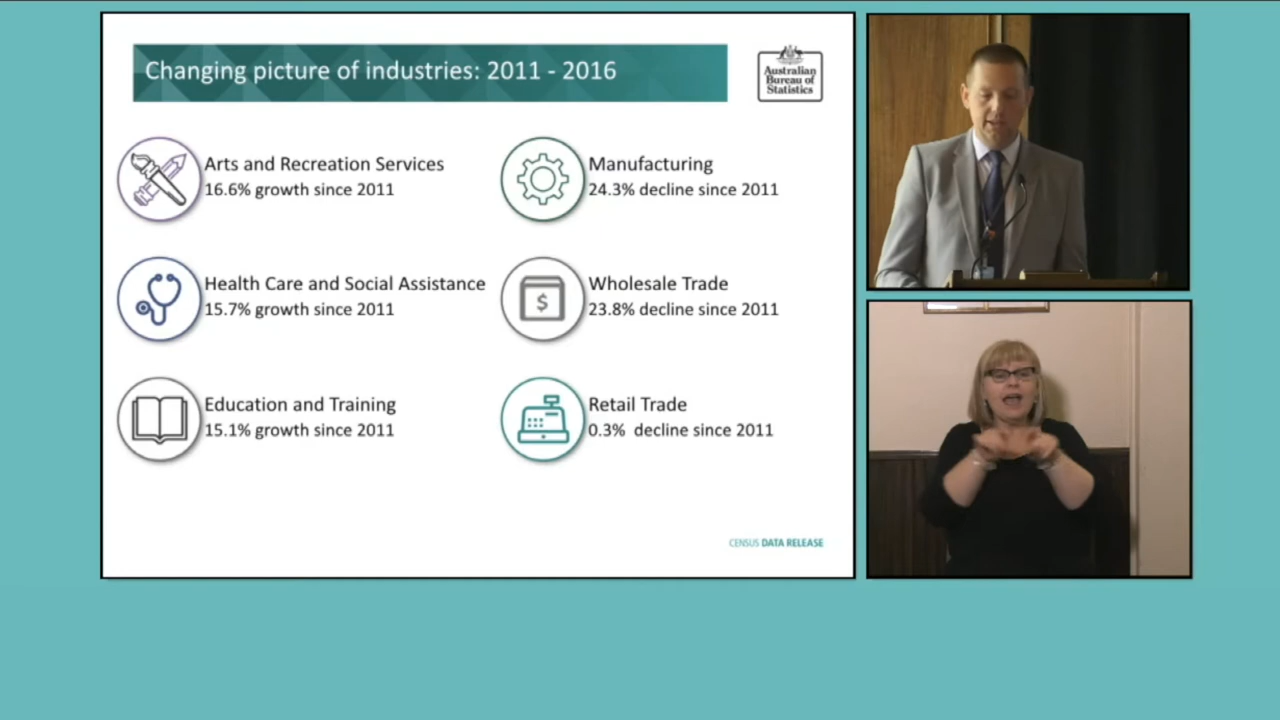 Changing picture of industries: 2011 - 2016
Australian
Bureau of
Statistics
Arts and Recreation Services
16.6% growth since 2011
Manufacturing
24.3% decline since 2011
Health Care and Social Assistance
15.7% growth since 2011
$
Wholesale Trade
23.8% decline since 2011
Education and Training
15.1% growth since 2011
Retail Trade
0.3% decline since 2011
CENSUS DATA RELEASE